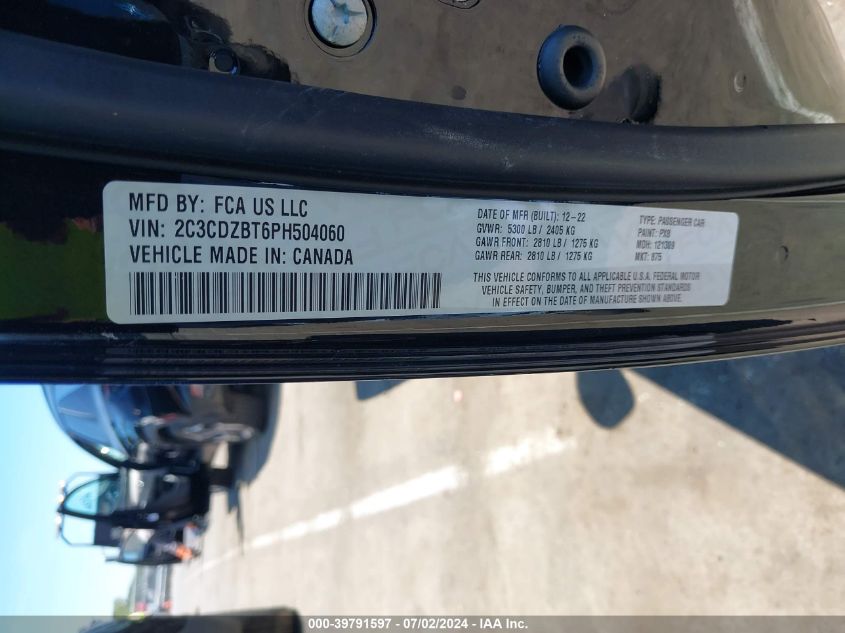 MFD BY: FCA US LLC
VIN: 2C3CDZBT6PH504060
VEHICLE MADE IN: CANADA
DATE OF MFR (BUILT): 12-22
GVWR: 5300 LB / 2405 KG
GAWR FRONT: 2810 LB / 1275 KG
GAWR REAR: 2810 LB / 1275 KG
TYPE: PASSENGER CAR
PAINT: PX8
MDH: 121309
MKT: 875
THIS VEHICLE CONFORMS TO ALL APPLICABLE U.S.A. FEDERAL MOTOR
VEHICLE SAFETY, BUMPER, AND THEFT PREVENTION STANDARDS
IN EFFECT ON THE DATE OF MANUFACTURE SHOWN ABOVE.
000-39791597 - 07/02/2024 - IAA Inc.